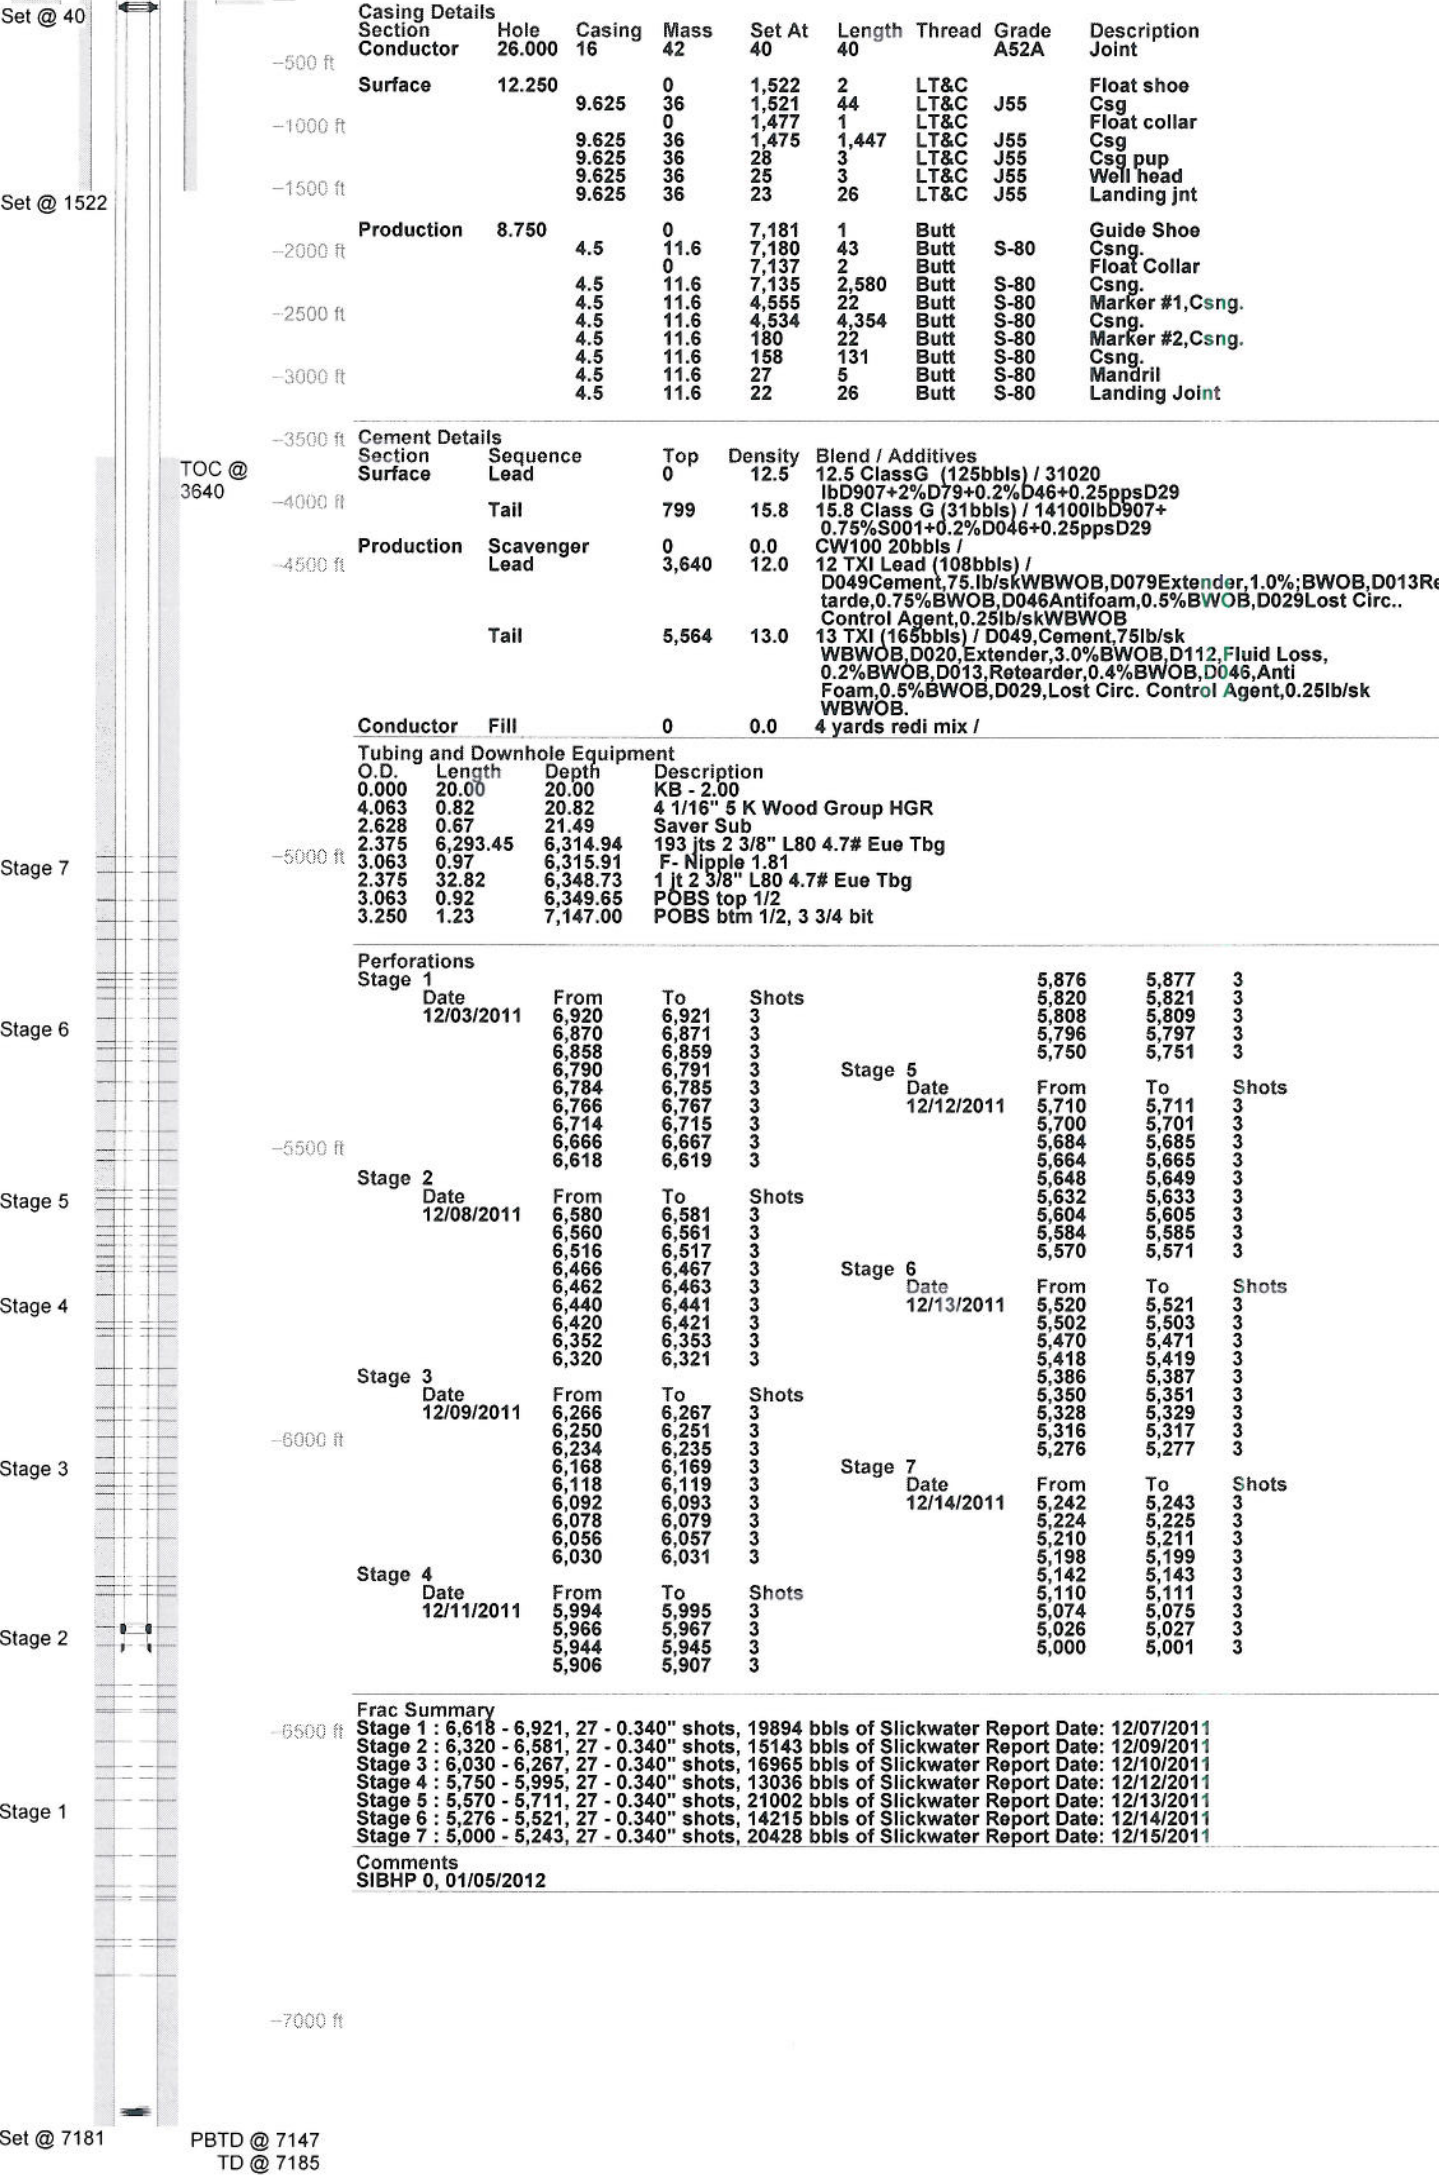 Set @ 40
Set @ 1522
TOC @
3640
Stage 7
Stage 6
Stage 5
Stage 4
Stage 3
Stage 2
Stage 1
Set @ 7181
PBTD @ 7147
TD @ 7185
−500 ft
−1000 ft
−1500 ft
−2000 ft
−2500 ft
−3000 ft
−3500 ft
−4000 ft
−4500 ft
−5000 ft
−5500 ft
−6000 ft
−6500 ft
−7000 ft
Casing Details
Section Hole Casing Mass Set At Length Thread Grade Description
Conductor 26.000 16 42 40 40 A52A Joint
Surface 12.250 0 1,522 2 LT&C Float shoe
9.625 36 1,521 44 LT&C J55 Csg
0 1,477 1 LT&C Float collar
9.625 36 1,475 1,447 LT&C J55 Csg
9.625 36 28 3 LT&C J55 Csg pup
9.625 36 25 3 LT&C J55 Well head
9.625 36 23 26 LT&C J55 Landing jnt
Production 8.750 0 7,181 1 Butt Guide Shoe
4.5 11.6 7,180 43 Butt S-80 Csng.
0 7,137 2 Butt Float Collar
4.5 11.6 7,135 2,580 Butt S-80 Csng.
4.5 11.6 4,555 22 Butt S-80 Marker #1,Csng.
4.5 11.6 4,534 4,354 Butt S-80 Csng.
4.5 11.6 180 22 Butt S-80 Marker #2,Csng.
4.5 11.6 158 131 Butt S-80 Csng.
4.5 11.6 27 5 Butt S-80 Mandril
4.5 11.6 22 26 Butt S-80 Landing Joint
Cement Details
Section Sequence Top Density Blend / Additives
Surface Lead 0 12.5 12.5 ClassG (125bbls) / 31020
lbD907+2%D79+0.2%D46+0.25ppsD29
Tail 799 15.8 15.8 Class G (31bbls) / 14100lbD907+
0.75%S001+0.2%D046+0.25ppsD29
Production Scavenger 0 0.0 CW100 20bbls /
Lead 3,640 12.0 12 TXI Lead (108bbls) /
D049Cement,75.lb/skWBWOB,D079Extender,1.0%;BWOB,D013Re
tarde,0.75%BWOB,D046Antifoam,0.5%BWOB,D029Lost Circ..
Control Agent,0.25lb/skWBWOB
Tail 5,564 13.0 13 TXI (165bbls) / D049,Cement,75lb/sk
WBWOB,D020,Extender,3.0%BWOB,D112,Fluid Loss,
0.2%BWOB,D013,Retearder,0.4%BWOB,D046,Anti
Foam,0.5%BWOB,D029,Lost Circ. Control Agent,0.25lb/sk
WBWOB.
Conductor Fill 0 0.0 4 yards redi mix /
Tubing and Downhole Equipment
O.D. Length Depth Description
0.000 20.00 20.00 KB - 2.00
4.063 0.82 20.82 4 1/16" 5 K Wood Group HGR
2.628 0.67 21.49 Saver Sub
2.375 6,293.45 6,314.94 193 jts 2 3/8" L80 4.7# Eue Tbg
3.063 0.97 6,315.91 F- Nipple 1.81
2.375 32.82 6,348.73 1 jt 2 3/8" L80 4.7# Eue Tbg
3.063 0.92 6,349.65 POBS top 1/2
3.250 1.23 7,147.00 POBS btm 1/2, 3 3/4 bit
Perforations
Stage 1
Date From To Shots
12/03/2011 6,920 6,921 3
6,870 6,871 3
6,858 6,859 3
6,790 6,791 3
6,784 6,785 3
6,766 6,767 3
6,714 6,715 3
6,666 6,667 3
6,618 6,619 3
Stage 2
Date From To Shots
12/08/2011 6,580 6,581 3
6,560 6,561 3
6,516 6,517 3
6,466 6,467 3
6,462 6,463 3
6,440 6,441 3
6,420 6,421 3
6,352 6,353 3
6,320 6,321 3
Stage 3
Date From To Shots
12/09/2011 6,266 6,267 3
6,250 6,251 3
6,234 6,235 3
6,168 6,169 3
6,118 6,119 3
6,092 6,093 3
6,078 6,079 3
6,056 6,057 3
6,030 6,031 3
Stage 4
Date From To Shots
12/11/2011 5,994 5,995 3
5,966 5,967 3
5,944 5,945 3
5,906 5,907 3
5,876 5,877 3
5,820 5,821 3
5,808 5,809 3
5,796 5,797 3
5,750 5,751 3
Stage 5
Date From To Shots
12/12/2011 5,710 5,711 3
5,700 5,701 3
5,684 5,685 3
5,664 5,665 3
5,648 5,649 3
5,632 5,633 3
5,604 5,605 3
5,584 5,585 3
5,570 5,571 3
Stage 6
Date From To Shots
12/13/2011 5,520 5,521 3
5,502 5,503 3
5,470 5,471 3
5,418 5,419 3
5,386 5,387 3
5,350 5,351 3
5,328 5,329 3
5,316 5,317 3
5,276 5,277 3
Stage 7
Date From To Shots
12/14/2011 5,242 5,243 3
5,224 5,225 3
5,210 5,211 3
5,198 5,199 3
5,142 5,143 3
5,110 5,111 3
5,074 5,075 3
5,026 5,027 3
5,000 5,001 3
Frac Summary
Stage 1 : 6,618 - 6,921, 27 - 0.340" shots, 19894 bbls of Slickwater Report Date: 12/07/2011
Stage 2 : 6,320 - 6,581, 27 - 0.340" shots, 15143 bbls of Slickwater Report Date: 12/09/2011
Stage 3 : 6,030 - 6,267, 27 - 0.340" shots, 16965 bbls of Slickwater Report Date: 12/10/2011
Stage 4 : 5,750 - 5,995, 27 - 0.340" shots, 13036 bbls of Slickwater Report Date: 12/12/2011
Stage 5 : 5,570 - 5,711, 27 - 0.340" shots, 21002 bbls of Slickwater Report Date: 12/13/2011
Stage 6 : 5,276 - 5,521, 27 - 0.340" shots, 14215 bbls of Slickwater Report Date: 12/14/2011
Stage 7 : 5,000 - 5,243, 27 - 0.340" shots, 20428 bbls of Slickwater Report Date: 12/15/2011
Comments
SIBHP 0, 01/05/2012